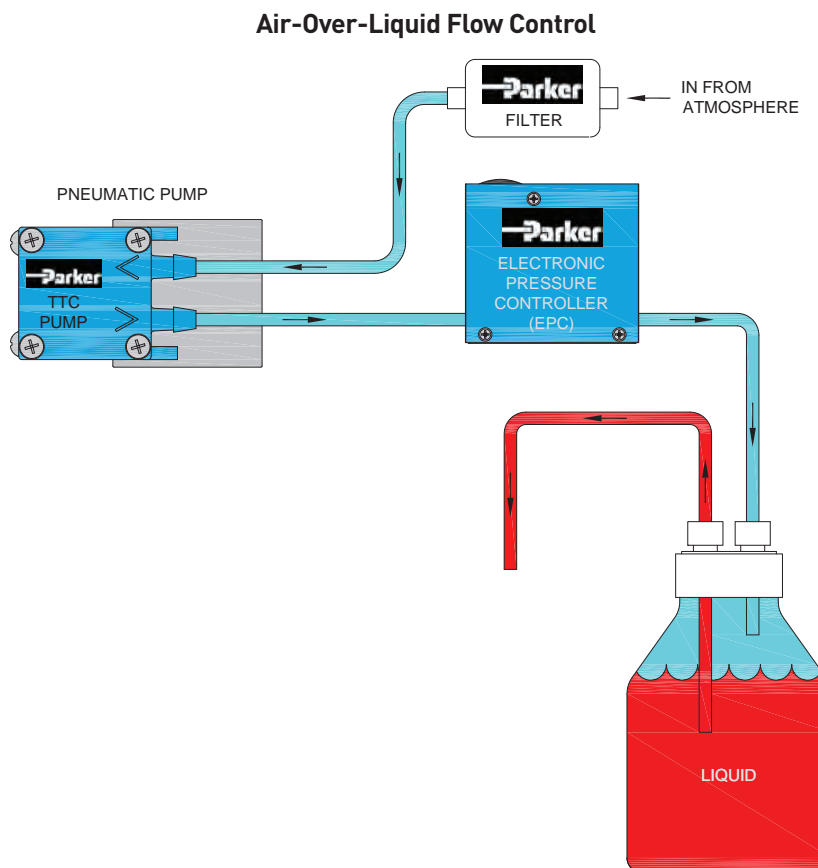 Air-Over-Liquid Flow Control
Parker
FILTER
IN FROM
ATMOSPHERE
PNEUMATIC PUMP
Parker
TTC
PUMP
Parker
ELECTRONIC
PRESSURE
CONTROLLER
(EPC)
LIQUID